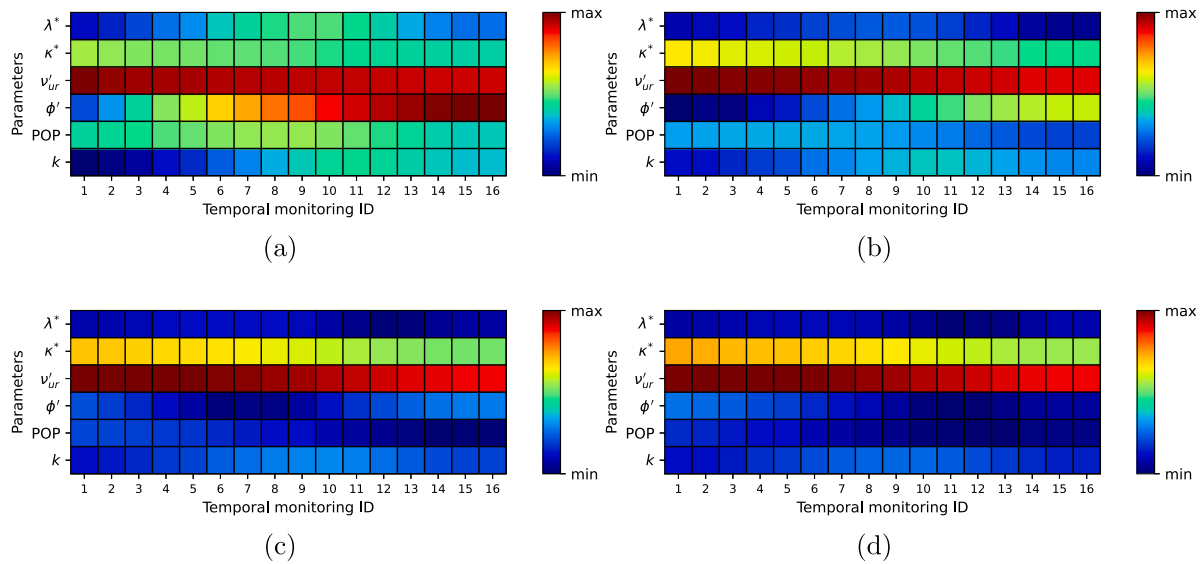 λ*
κ*
ν′ur
ϕ′
POP
k
Parameters
1 2 3 4 5 6 7 8 9 10 11 12 13 14 15 16
Temporal monitoring ID
max
min
(a)
λ*
κ*
ν′ur
ϕ′
POP
k
Parameters
1 2 3 4 5 6 7 8 9 10 11 12 13 14 15 16
Temporal monitoring ID
max
min
(b)
λ*
κ*
ν′ur
ϕ′
POP
k
Parameters
1 2 3 4 5 6 7 8 9 10 11 12 13 14 15 16
Temporal monitoring ID
max
min
(c)
λ*
κ*
ν′ur
ϕ′
POP
k
Parameters
1 2 3 4 5 6 7 8 9 10 11 12 13 14 15 16
Temporal monitoring ID
max
min
(d)